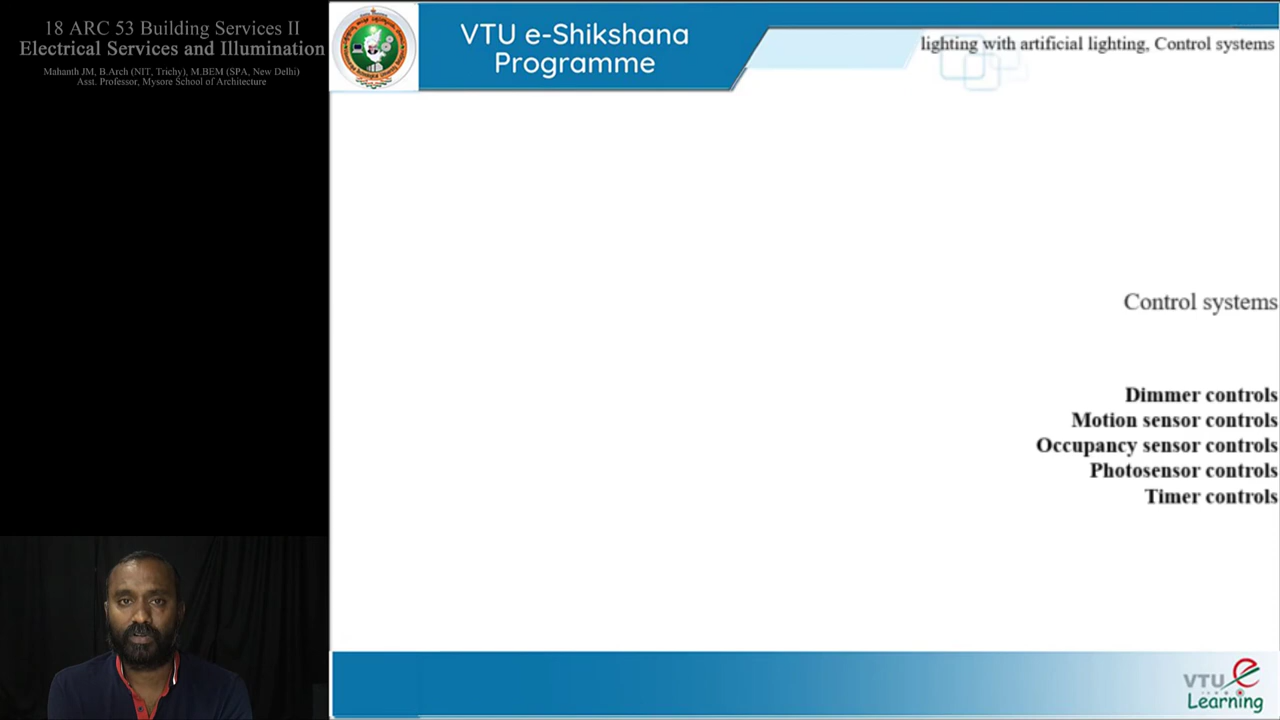 18 ARC 53 Building Services II
Electrical Services and Illumination
Mahanth JM, B.Arch (NIT, Trichy), M.BEM (SPA, New Delhi)
Asst. Professor, Mysore School of Architecture
VTU e-Shikshana
Programme
lighting with artificial lighting, Control systems
Control systems
Dimmer controls
Motion sensor controls
Occupancy sensor controls
Photosensor controls
Timer controls
VTU e
Learning